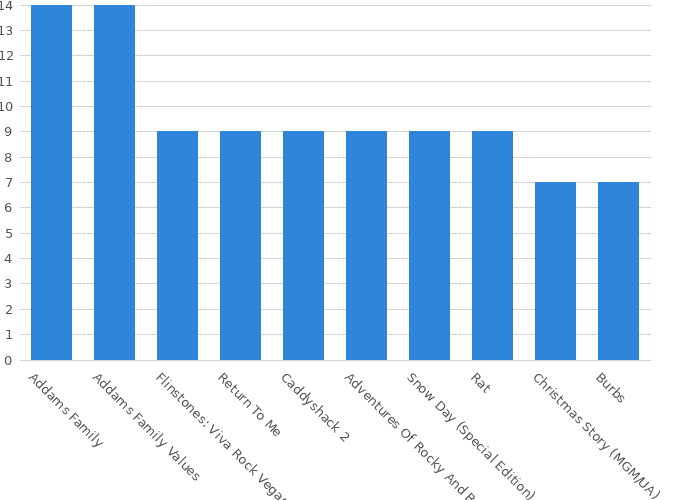 14
13
12
11
10
9
8
7
6
5
4
3
2
1
0
Addams Family
Addams Family Values
Flinstones: Viva Rock Vegas
Return To Me
Caddyshack 2
Adventures Of Rocky And
Snow Day (Special Edition)
Rat
Christmas Story (MGM/UA)
Burbs